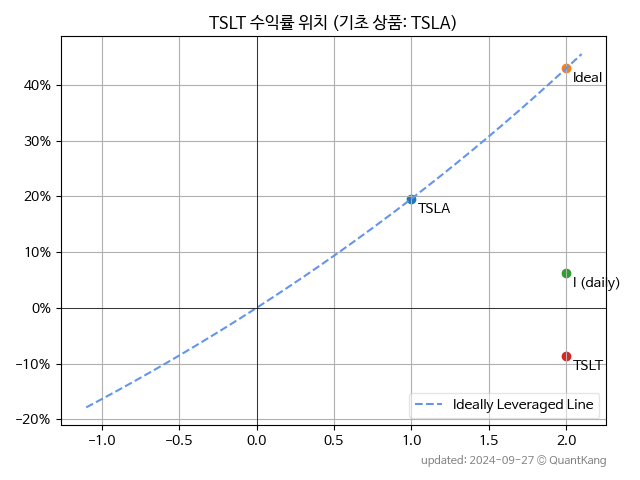 TSLT 수익률 위치 (기초 상품: TSLA)
40%
30%
20%
10%
0%
−10%
−20%
Ideal
TSLA
I (daily)
TSLT
Ideally Leveraged Line
−1.0 −0.5 0.0 0.5 1.0 1.5 2.0
updated: 2024-09-27 © QuantKang